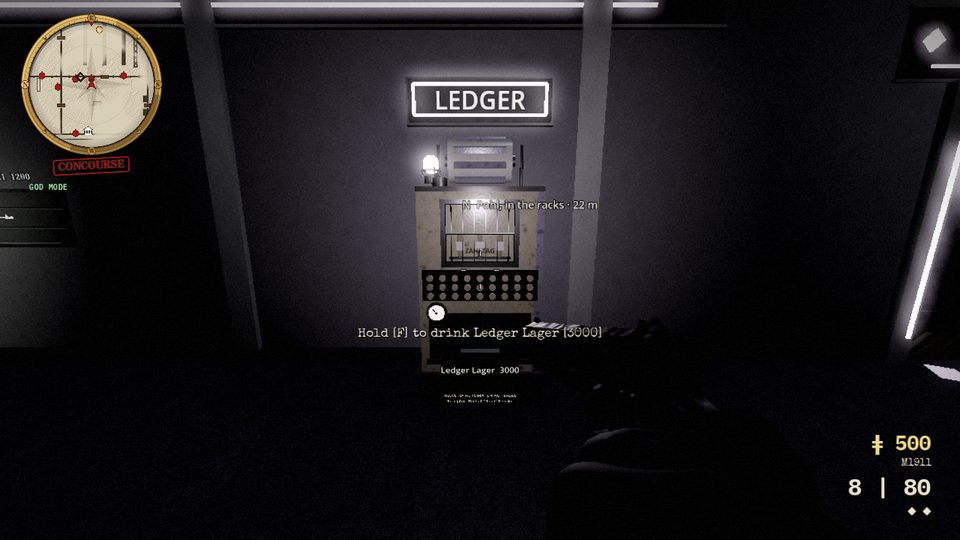 LEDGER
CONCOURSE
1200
GOD MODE
in the racks · 22 m
Hold [F] to drink Ledger Lager [3000]
Ledger Lager 3000
500
M1911
8 | 80